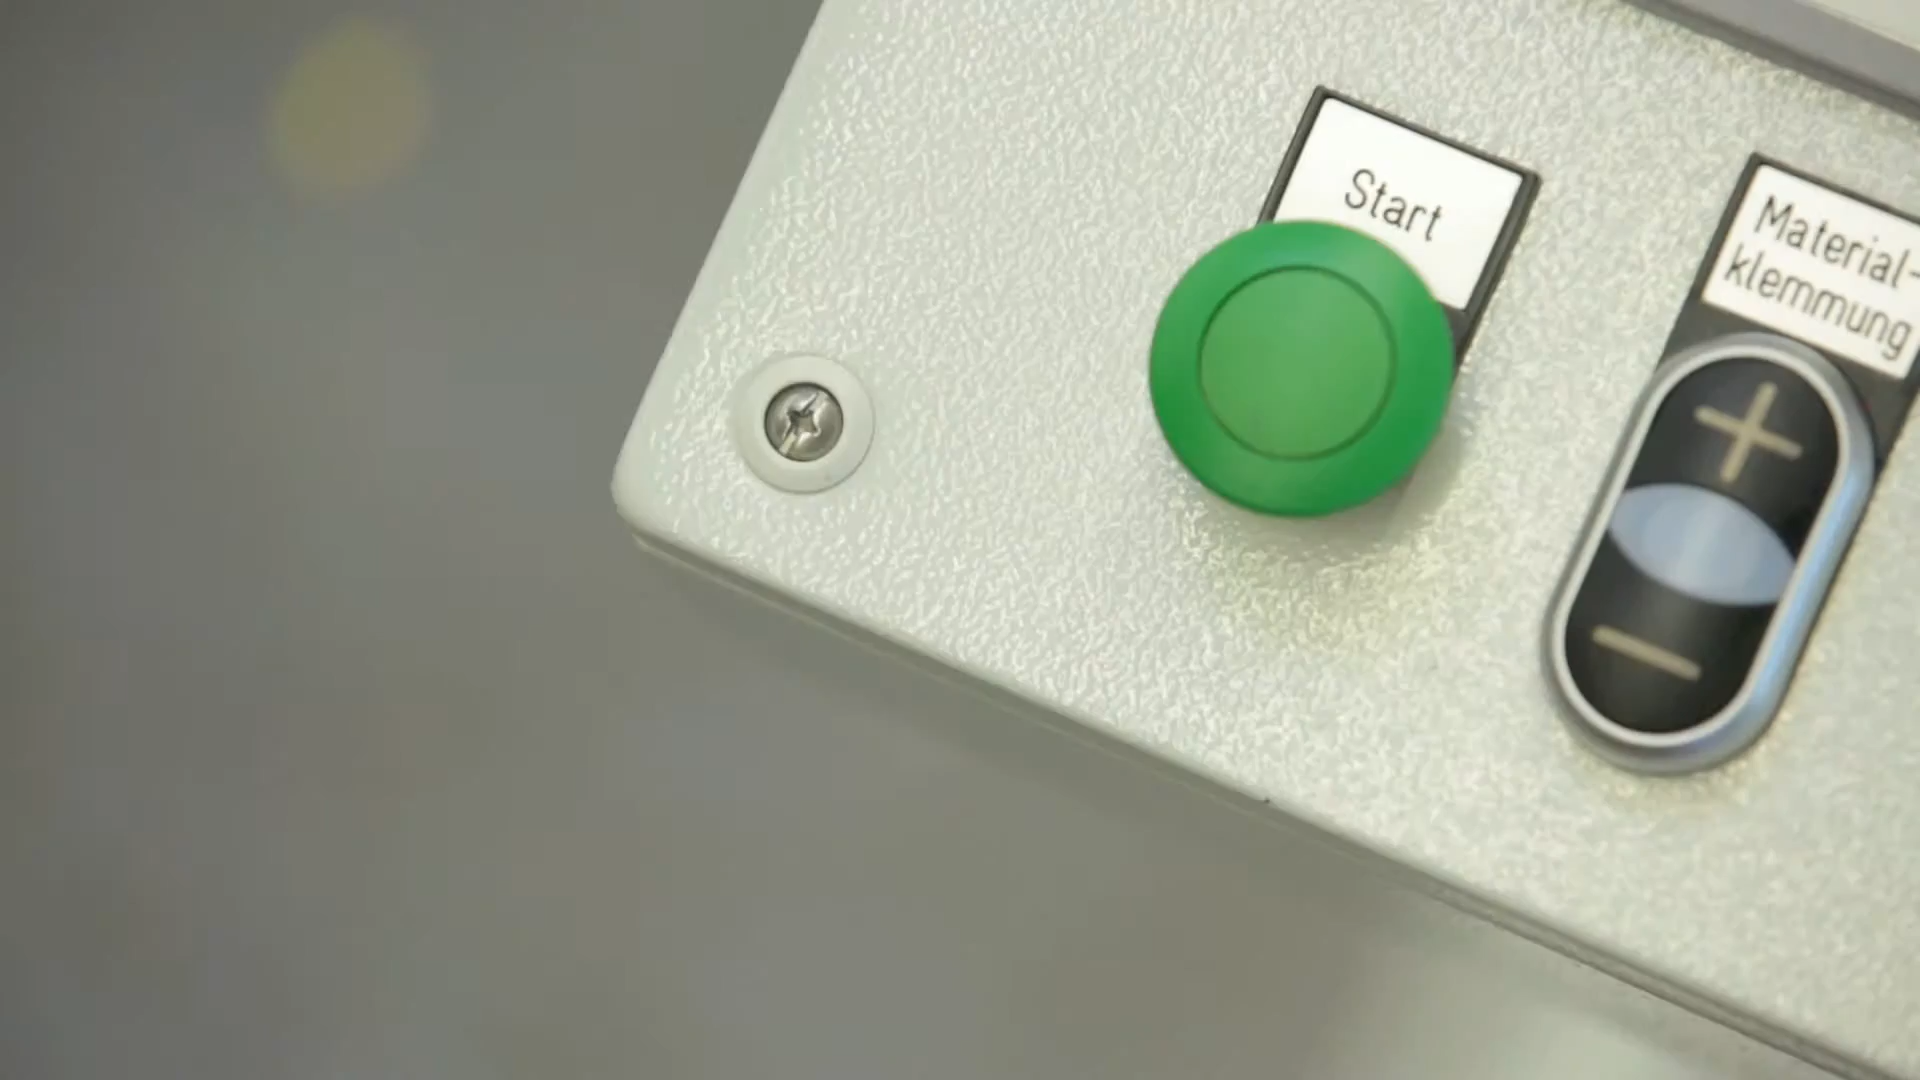 Start
Material-
klemmung
+
–